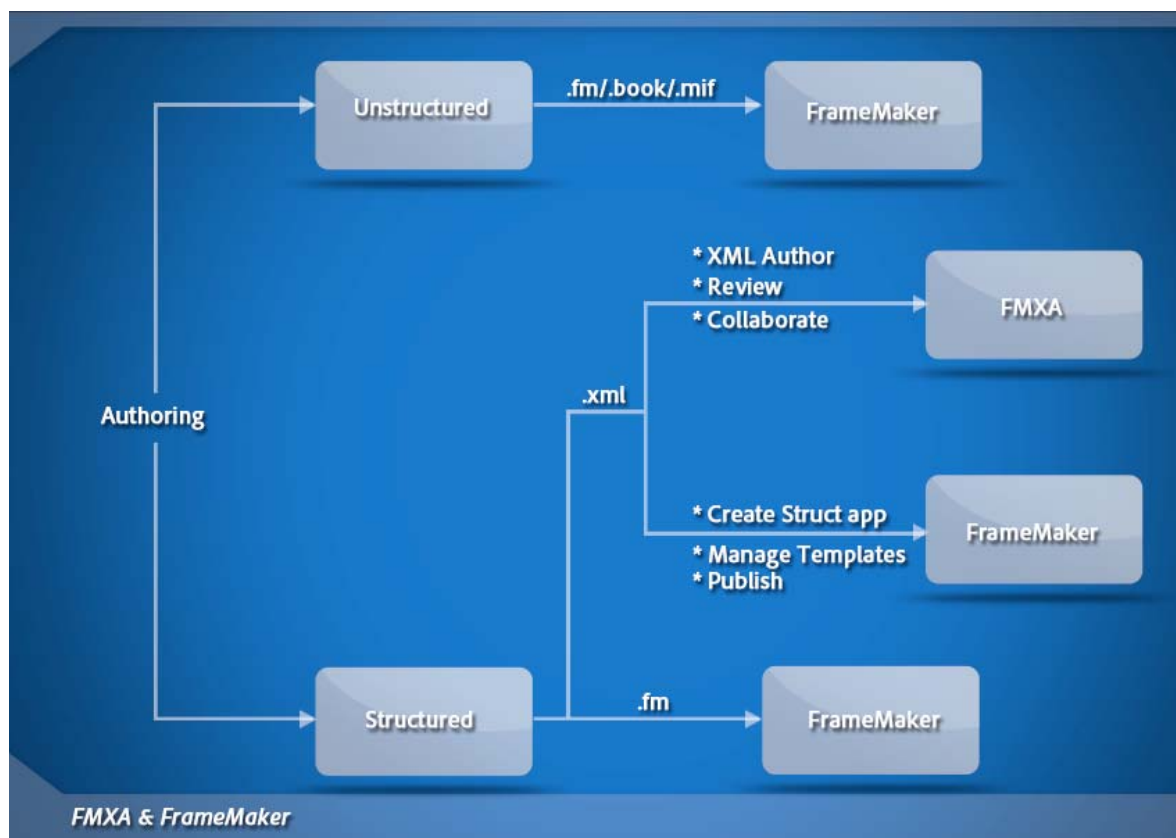 Unstructured
.fm/.book/.mif
FrameMaker
* XML Author
* Review
* Collaborate
FMXA
.xml
Authoring
* Create Struct app
* Manage Templates
* Publish
FrameMaker
Structured
.fm
FrameMaker
FMXA & FrameMaker